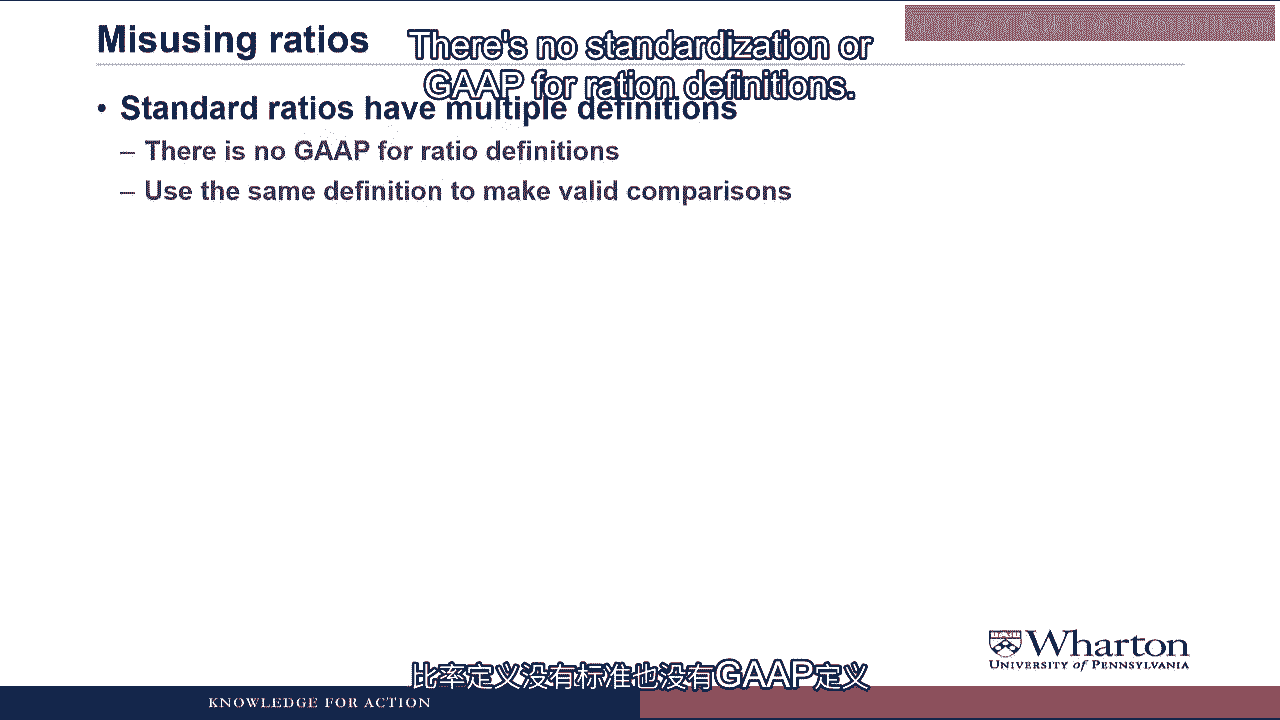 Misusing ratios
There's no standardization or
GAAP for ration definitions.
• Standard ratios have multiple definitions
– There is no GAAP for ratio definitions
– Use the same definition to make valid comparisons
Wharton
UNIVERSITY of PENNSYLVANIA
比率定义没有标准也没有GAAP定义
KNOWLEDGE FOR ACTION